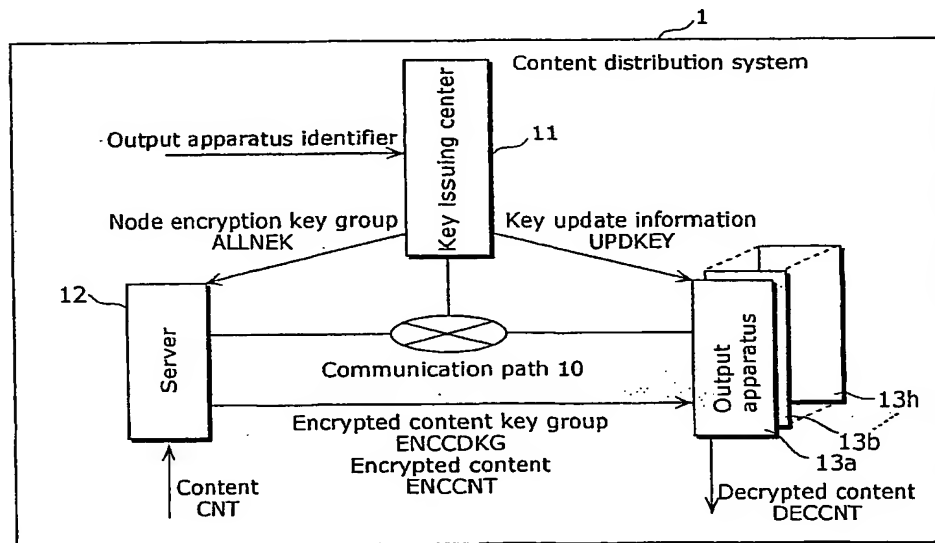 1
Content distribution system
Key Issuing center
11
Output apparatus identifier
Node encryption key group
ALLNEK
Key update information
UPDKEY
12
Server
Communication path 10
Output
apparatus
13h
13b
13a
Encrypted content key group
ENCCDKG
Encrypted content
ENCCNT
Content
CNT
Decrypted content
DECCNT